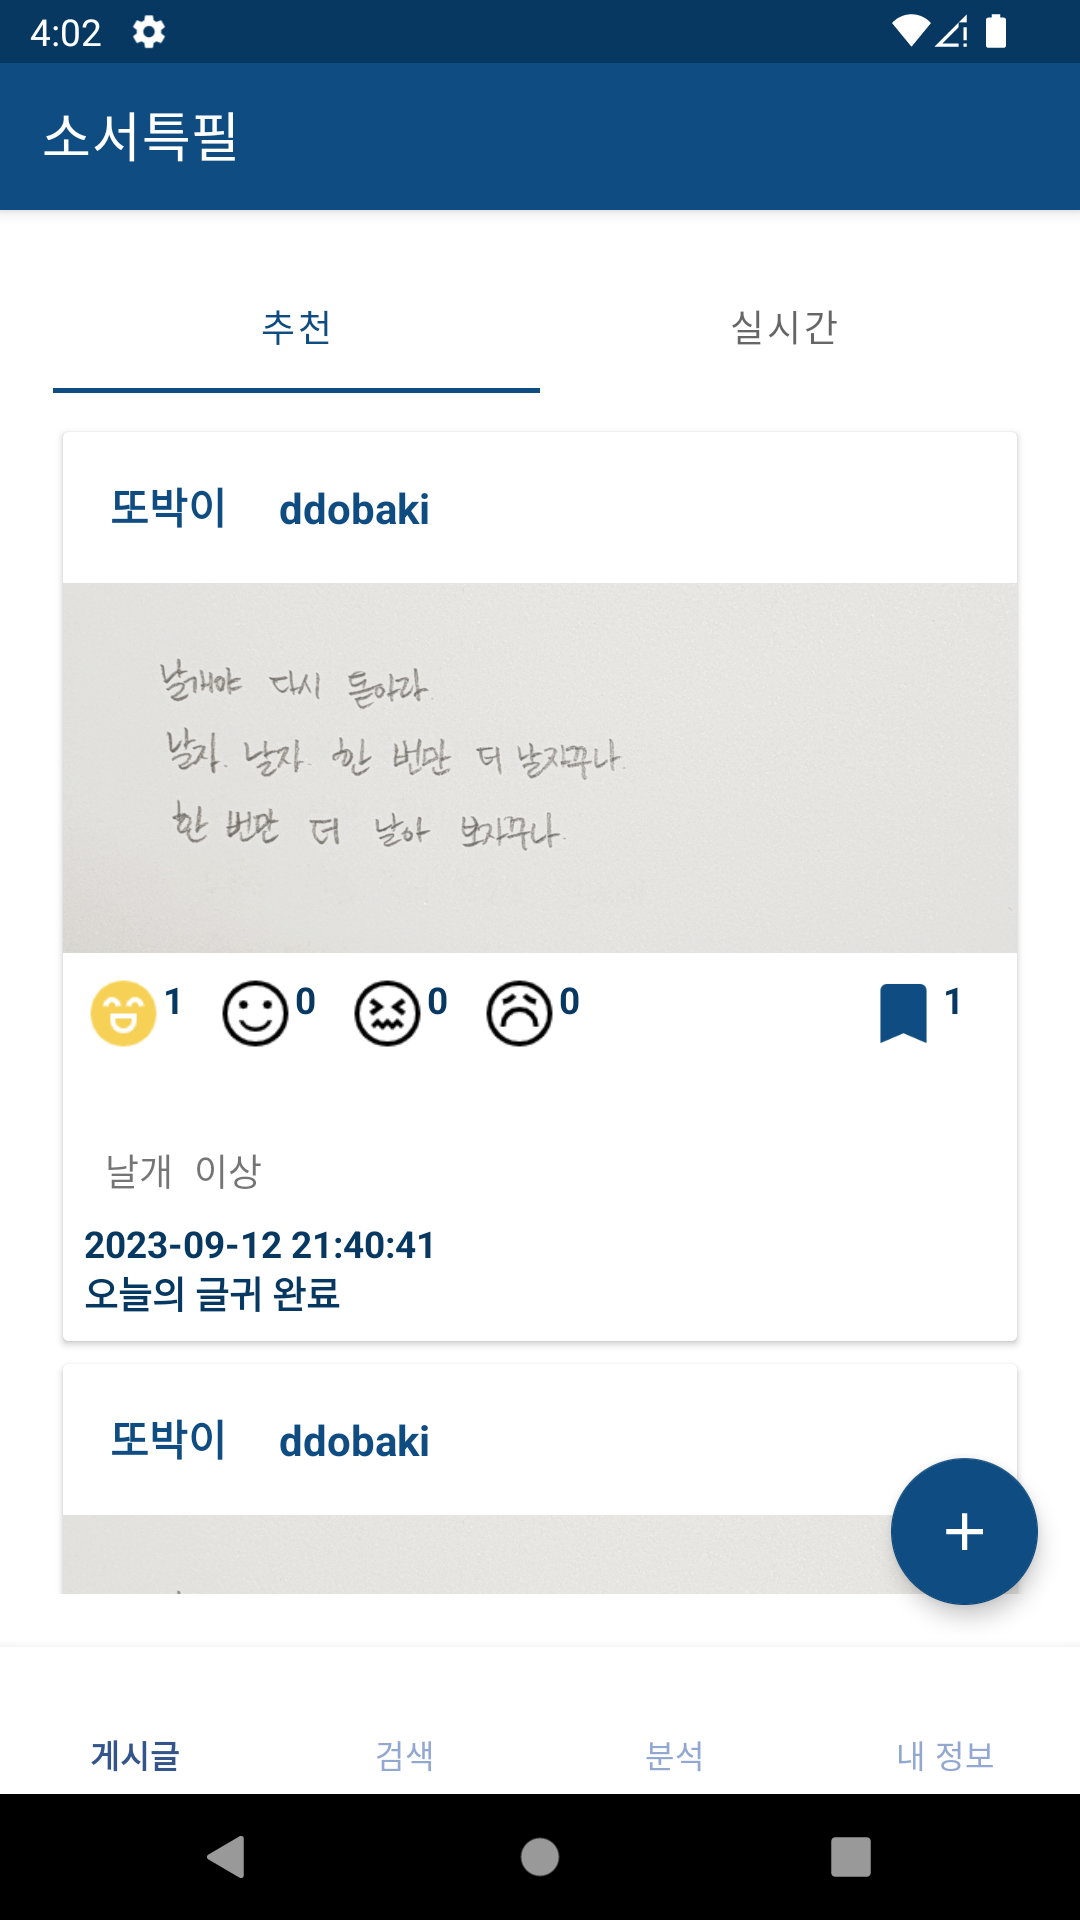 4:02
소서특필
추천 실시간
또박이 ddobaki
날개야 다시 돋아라.
날자. 날자. 한 번만 더 날자꾸나.
한 번만 더 날아 보자꾸나.
1 0 0 0 1
날개 이상
2023-09-12 21:40:41
오늘의 글귀 완료
또박이 ddobaki
게시글 검색 분석 내 정보